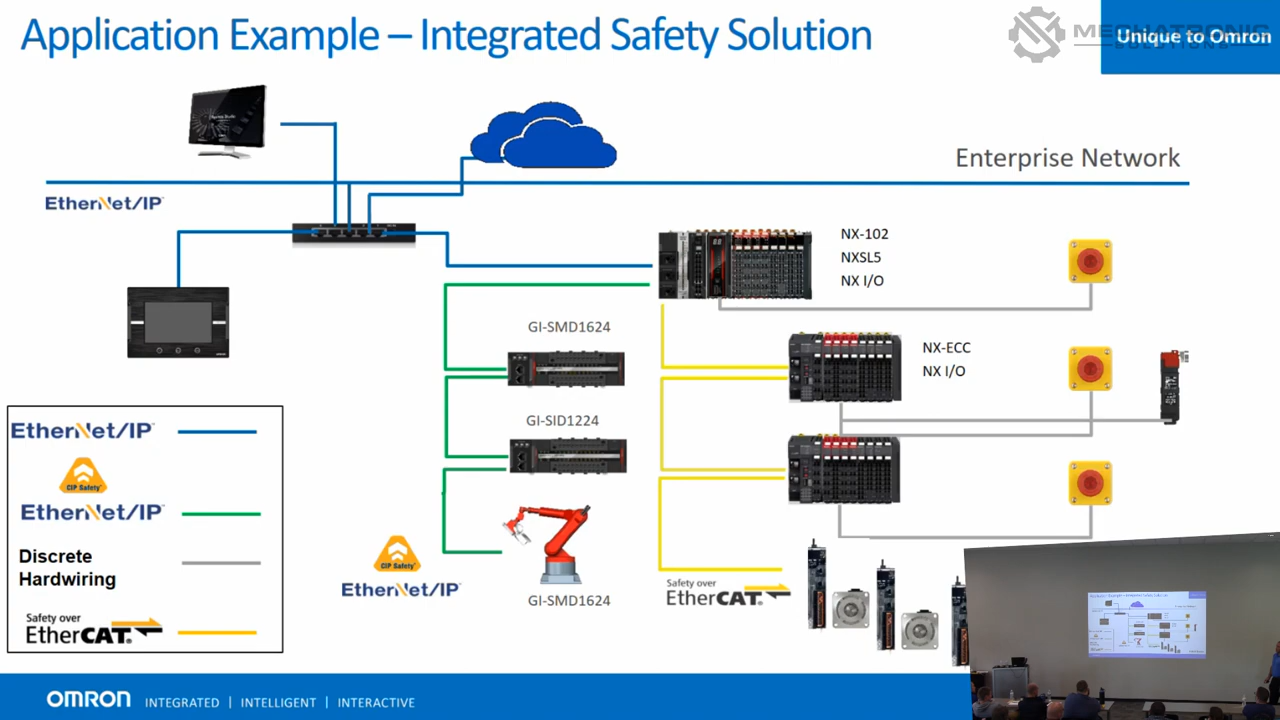 Application Example – Integrated Safety Solution
MECHATRONIC
SOLUTIONS
Unique to Omron
Enterprise Network
EtherNet/IP
NX-102
NXSL5
NX I/O
GI-SMD1624
NX-ECC
NX I/O
GI-SID1224
EtherNet/IP
CIP Safety
EtherNet/IP
Discrete
Hardwiring
Safety over
EtherCAT
CIP Safety
EtherNet/IP
GI-SMD1624
Safety over
EtherCAT
OMRON INTEGRATED | INTELLIGENT | INTERACTIVE